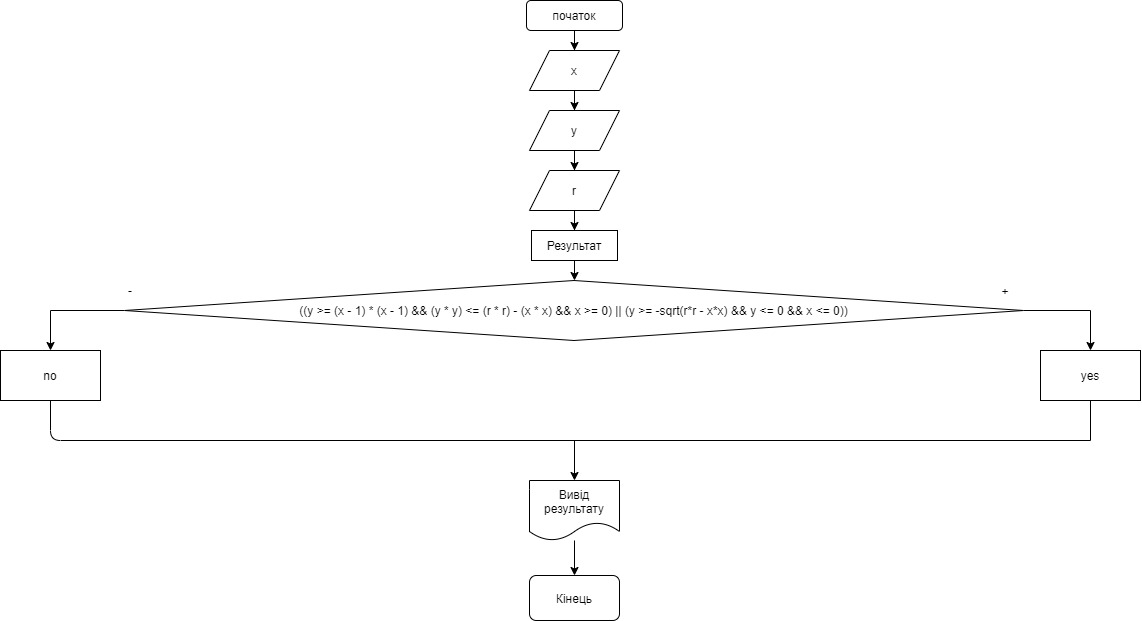 початок
x
y
r
Результат
-
+
((y >= (x - 1) * (x - 1) && (y * y) <= (r * r) - (x * x) && x >= 0) || (y >= -sqrt(r*r - x*x) && y <= 0 && x <= 0))
no
yes
Вивід
результату
Кінець